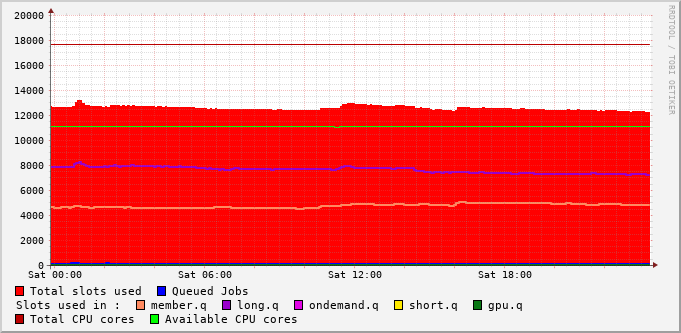 20000
18000
16000
14000
12000
10000
8000
6000
4000
2000
0
Sat 00:00 Sat 06:00 Sat 12:00 Sat 18:00
Total slots used Queued Jobs
Slots used in : member.q long.q ondemand.q short.q gpu.q
Total CPU cores Available CPU cores
RRDTOOL / TOBI OETIKER